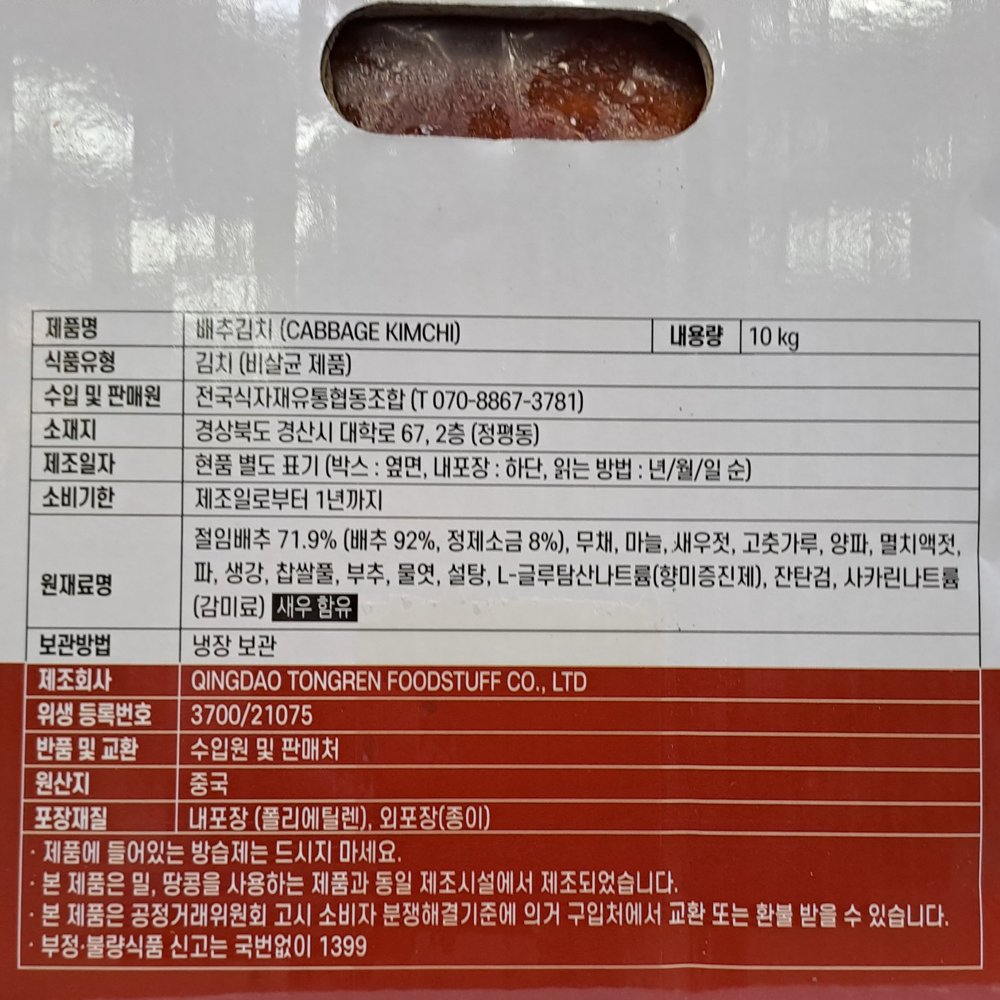 제품명 배추김치 (CABBAGE KIMCHI) 내용량 10 kg
식품유형 김치 (비살균 제품)
수입 및 판매원 전국식자재유통협동조합 (T 070-8867-3781)
소재지 경상북도 경산시 대학로 67, 2층 (정평동)
제조일자 현품 별도 표기 (박스 : 옆면, 내포장 : 하단, 읽는 방법 : 년/월/일 순)
소비기한 제조일로부터 1년까지
원재료명 절임배추 71.9% (배추 92%, 정제소금 8%), 무채, 마늘, 새우젓, 고춧가루, 양파, 멸치액젓,
파, 생강, 찹쌀풀, 부추, 물엿, 설탕, L-글루탐산나트륨(향미증진제), 잔탄검, 사카린나트륨
(감미료) 새우 함유
보관방법 냉장 보관
제조회사 QINGDAO TONGREN FOODSTUFF CO., LTD
위생 등록번호 3700/21075
반품 및 교환 수입원 및 판매처
원산지 중국
포장재질 내포장 (폴리에틸렌), 외포장(종이)
· 제품에 들어있는 방습제는 드시지 마세요.
· 본 제품은 밀, 땅콩을 사용하는 제품과 동일 제조시설에서 제조되었습니다.
· 본 제품은 공정거래위원회 고시 소비자 분쟁해결기준에 의거 구입처에서 교환 또는 환불 받을 수 있습니다.
· 부정·불량식품 신고는 국번없이 1399